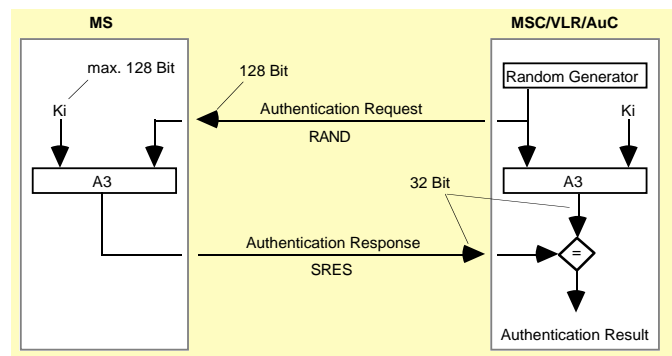 MS
MSC/VLR/AuC
max. 128 Bit
128 Bit
Random Generator
Ki
Authentication Request
Ki
RAND
A3
32 Bit
A3
Authentication Response
=
SRES
Authentication Result